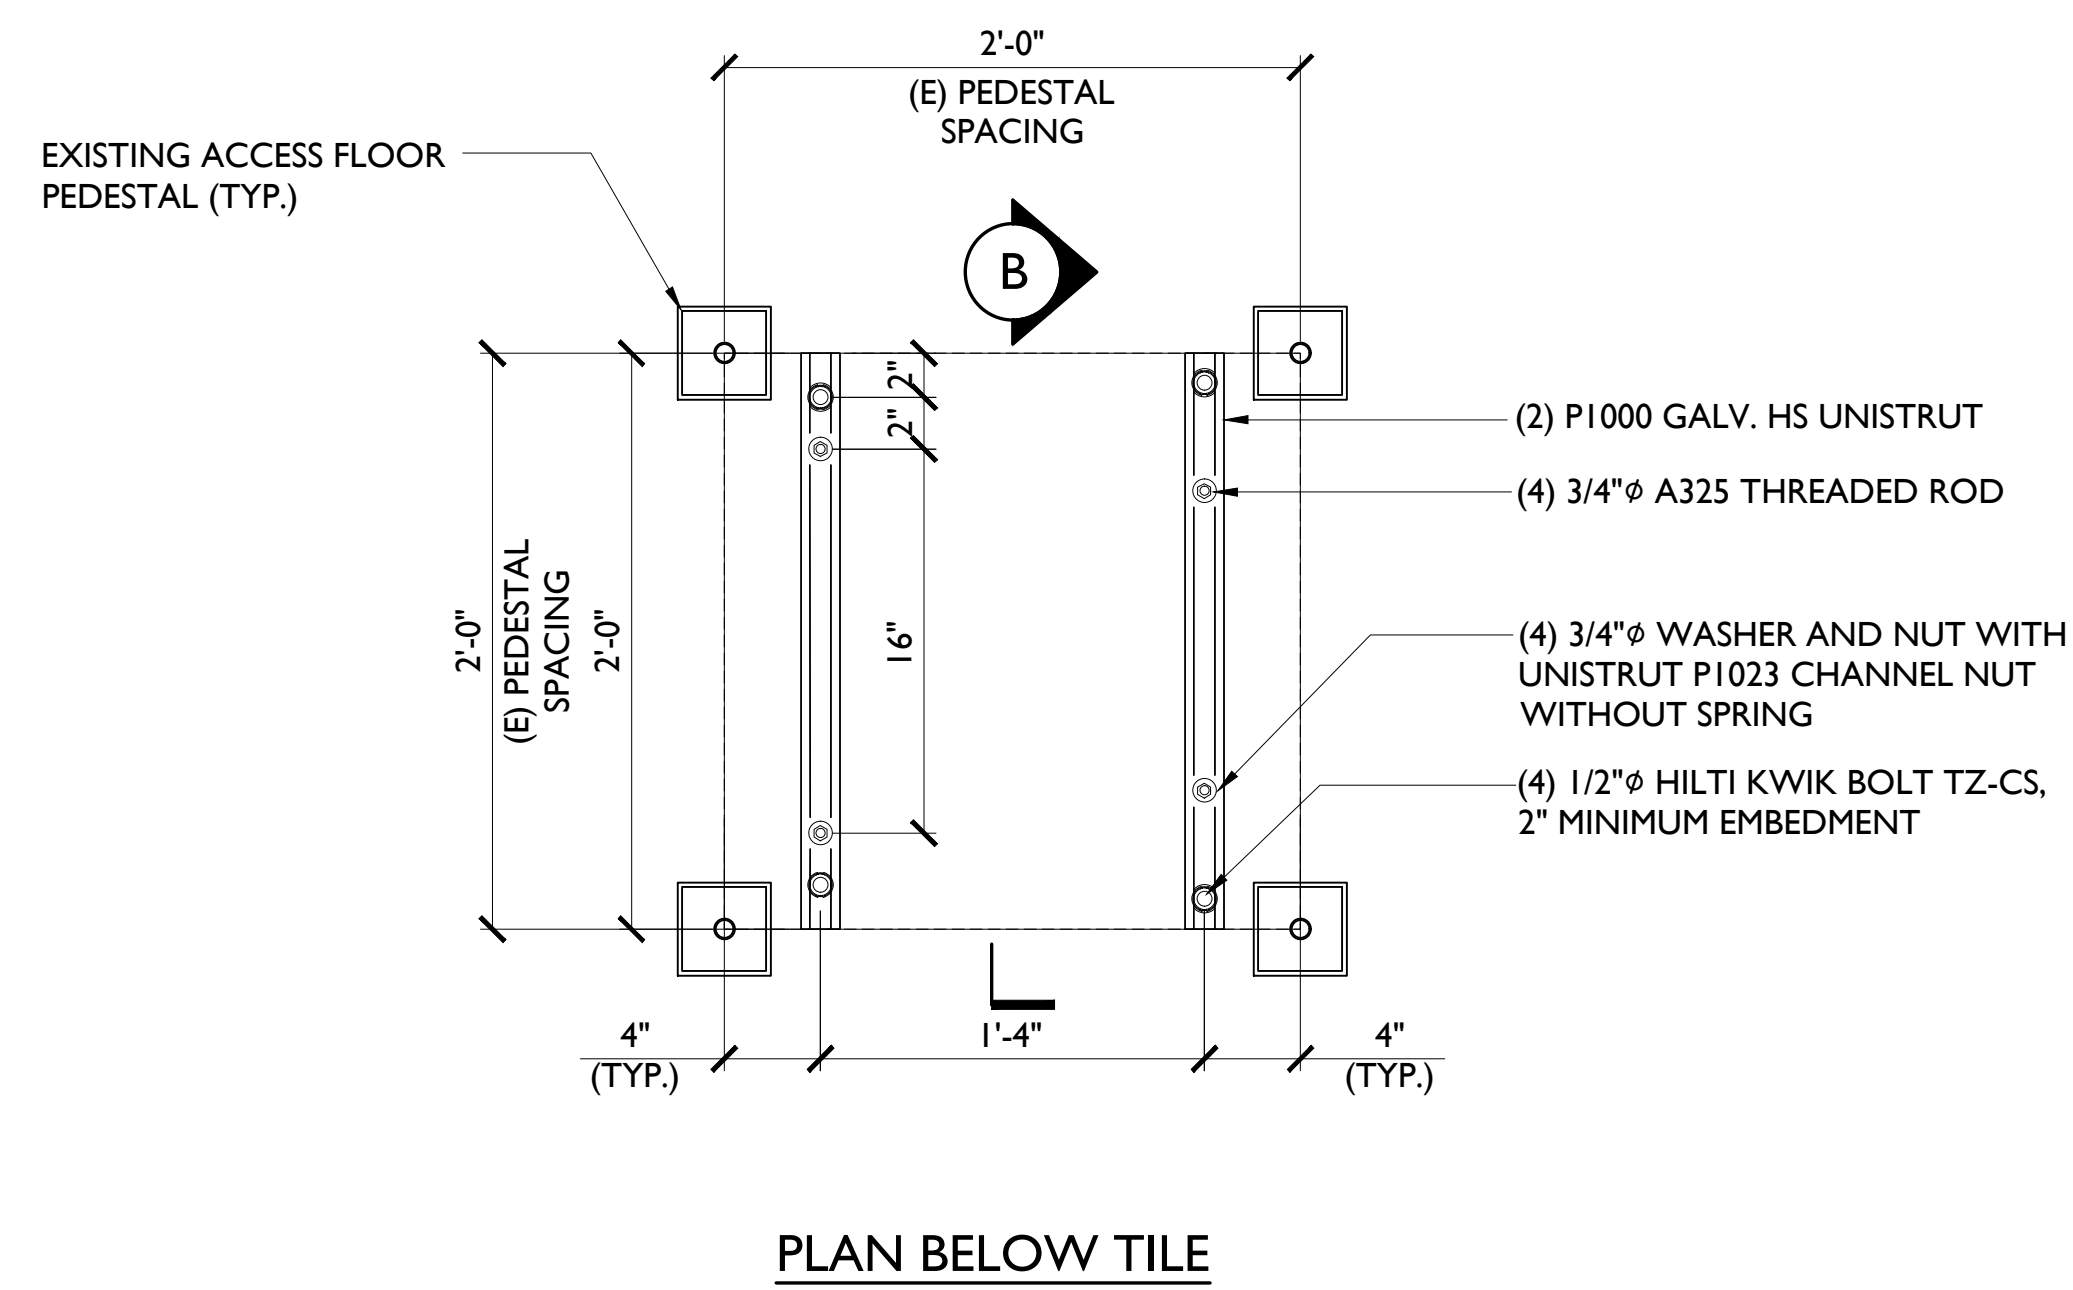 2'-0"
(E) PEDESTAL
SPACING
EXISTING ACCESS FLOOR
PEDESTAL (TYP.)
B
2"
2"
(2) P1000 GALV. HS UNISTRUT
(4) 3/4"⌀ A325 THREADED ROD
2'-0"
(E) PEDESTAL
SPACING
2'-0"
16"
(4) 3/4"⌀ WASHER AND NUT WITH
UNISTRUT P1023 CHANNEL NUT
WITHOUT SPRING
(4) 1/2"⌀ HILTI KWIK BOLT TZ-CS,
2" MINIMUM EMBEDMENT
4"
(TYP.)
1'-4"
4"
(TYP.)
PLAN BELOW TILE